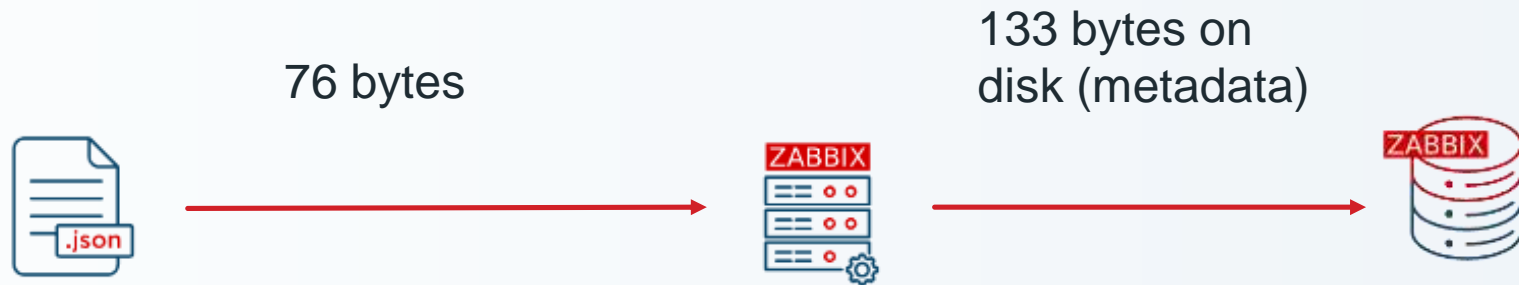 76 bytes
133 bytes on
disk (metadata)
.json
ZABBIX
ZABBIX